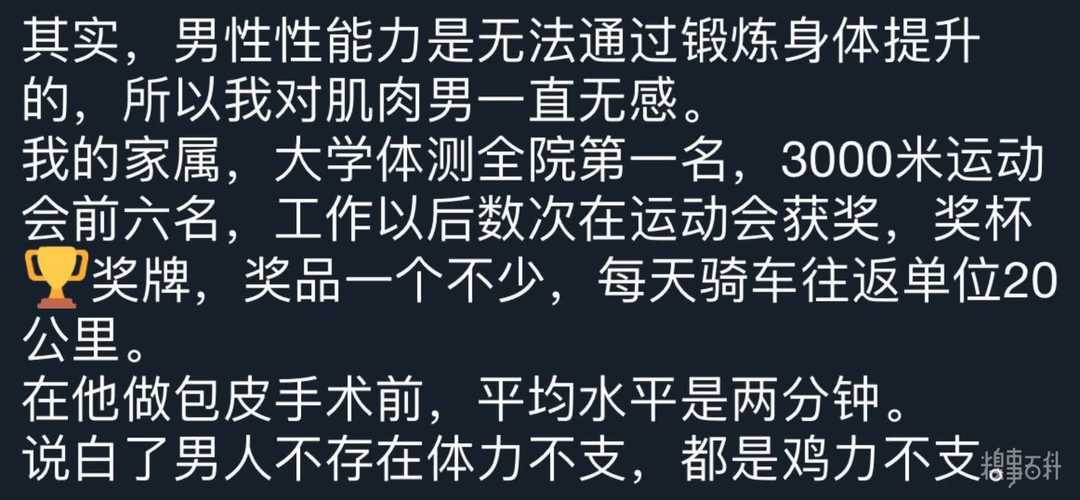 其实，男性性能力是无法通过锻炼身体提升
的，所以我对肌肉男一直无感。
我的家属，大学体测全院第一名，3000米运动
会前六名，工作以后数次在运动会获奖，奖杯
🏆奖牌，奖品一个不少，每天骑车往返单位20
公里。
在他做包皮手术前，平均水平是两分钟。
说白了男人不存在体力不支，都是鸡力不支。
糗事百科